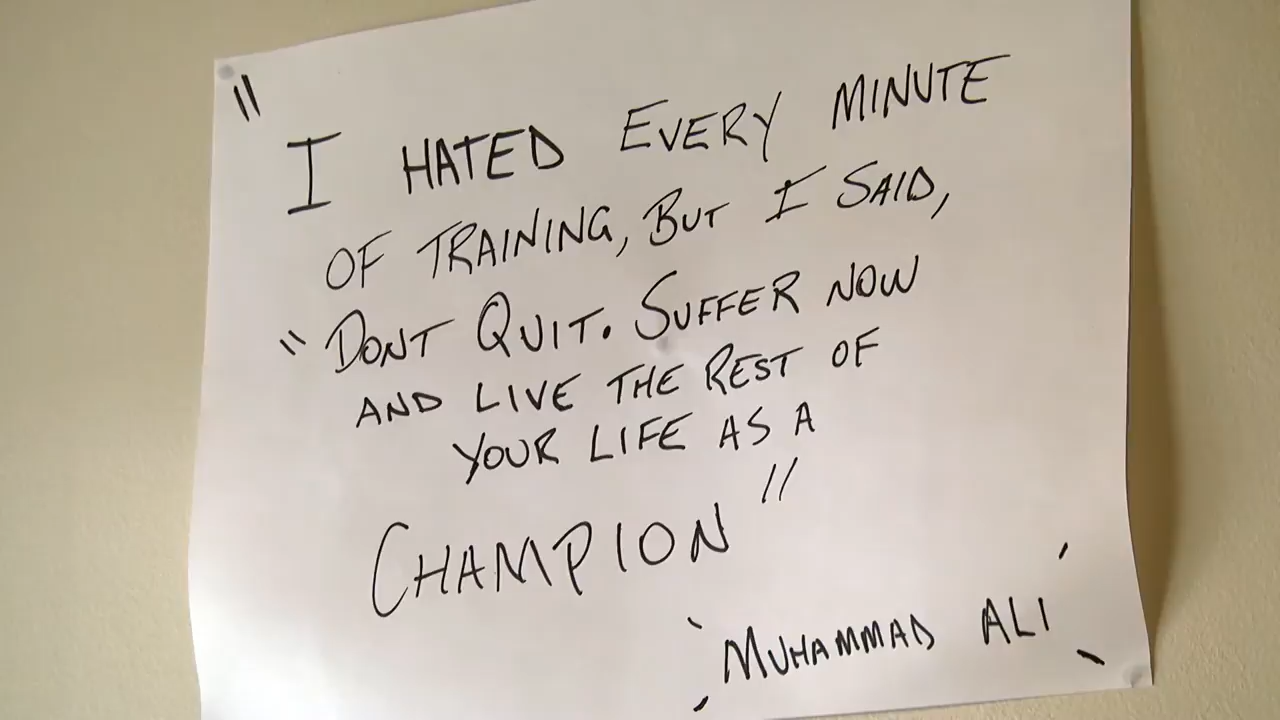 " I HATED EVERY MINUTE
OF TRAINING, BUT I SAID,
"DONT QUIT. SUFFER NOW
AND LIVE THE REST OF
YOUR LIFE AS A
CHAMPION"
MUHAMMAD ALI